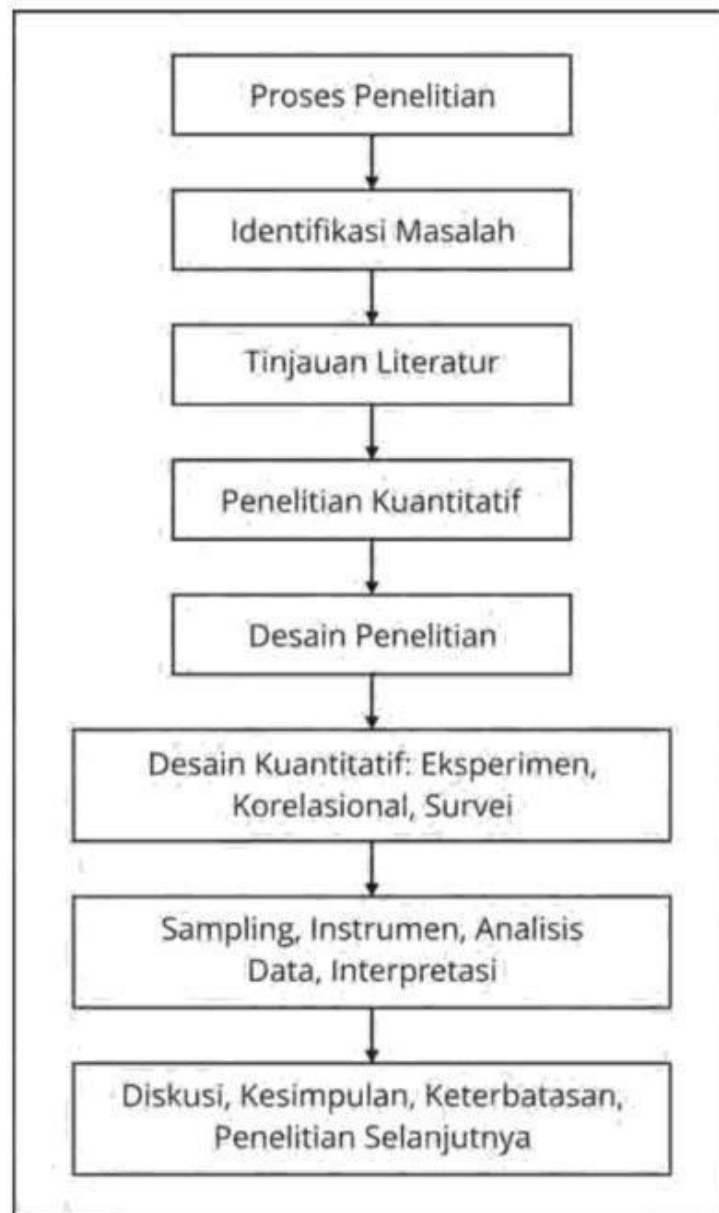 Proses Penelitian
Identifikasi Masalah
Tinjauan Literatur
Penelitian Kuantitatif
Desain Penelitian
Desain Kuantitatif: Eksperimen,
Korelasional, Survei
Sampling, Instrumen, Analisis
Data, Interpretasi
Diskusi, Kesimpulan, Keterbatasan,
Penelitian Selanjutnya